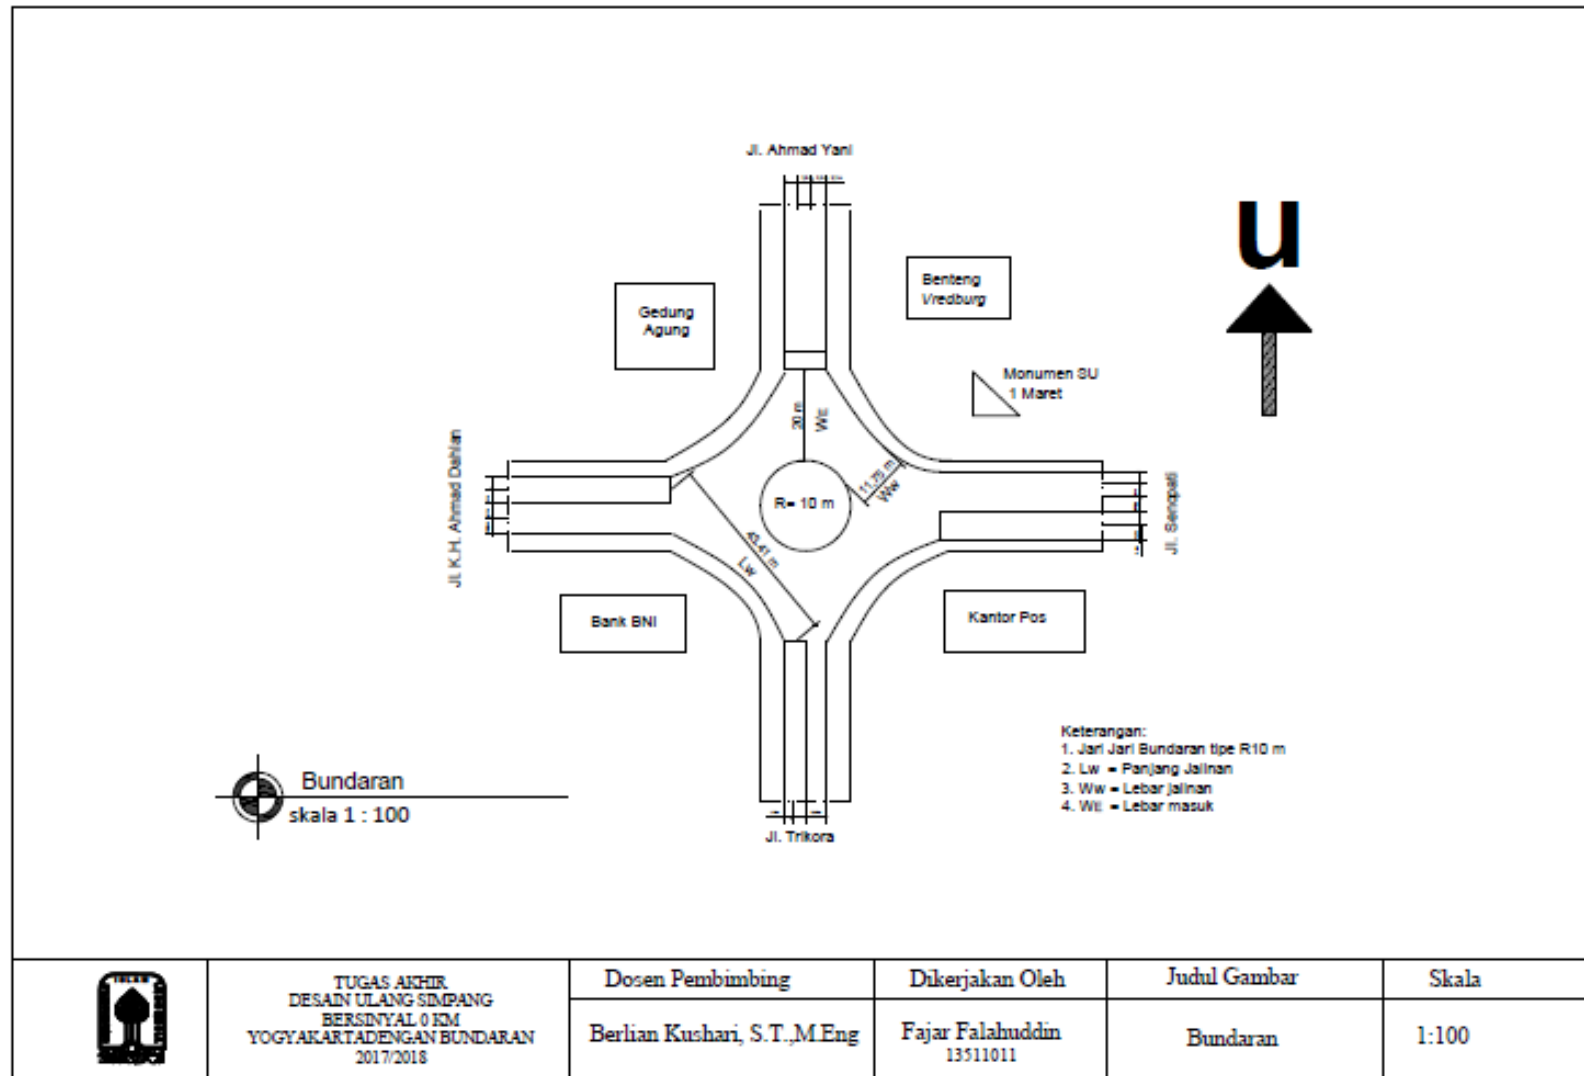 Jl. Ahmad Yani
u
Benteng
Vredburg
Gedung
Agung
Monumen SU
1 Maret
20 m
WE
11,75 m
Ww
R= 10 m
Jl. K.H. Ahmad Dahlan
Jl. Senopati
43.41 m
Lw
Bank BNI
Kantor Pos
Keterangan:
1. Jari Jari Bundaran tipe R10 m
2. Lw = Panjang Jalinan
3. Ww = Lebar jalinan
4. WE = Lebar masuk
Bundaran
skala 1 : 100
Jl. Trikora
TUGAS AKHIR
DESAIN ULANG SIMPANG
BERSINYAL 0 KM
YOGYAKARTADENGAN BUNDARAN
2017/2018
Dosen Pembimbing
Berlian Kushari, S.T.,M.Eng
Dikerjakan Oleh
Fajar Falahuddin
13511011
Judul Gambar
Bundaran
Skala
1:100